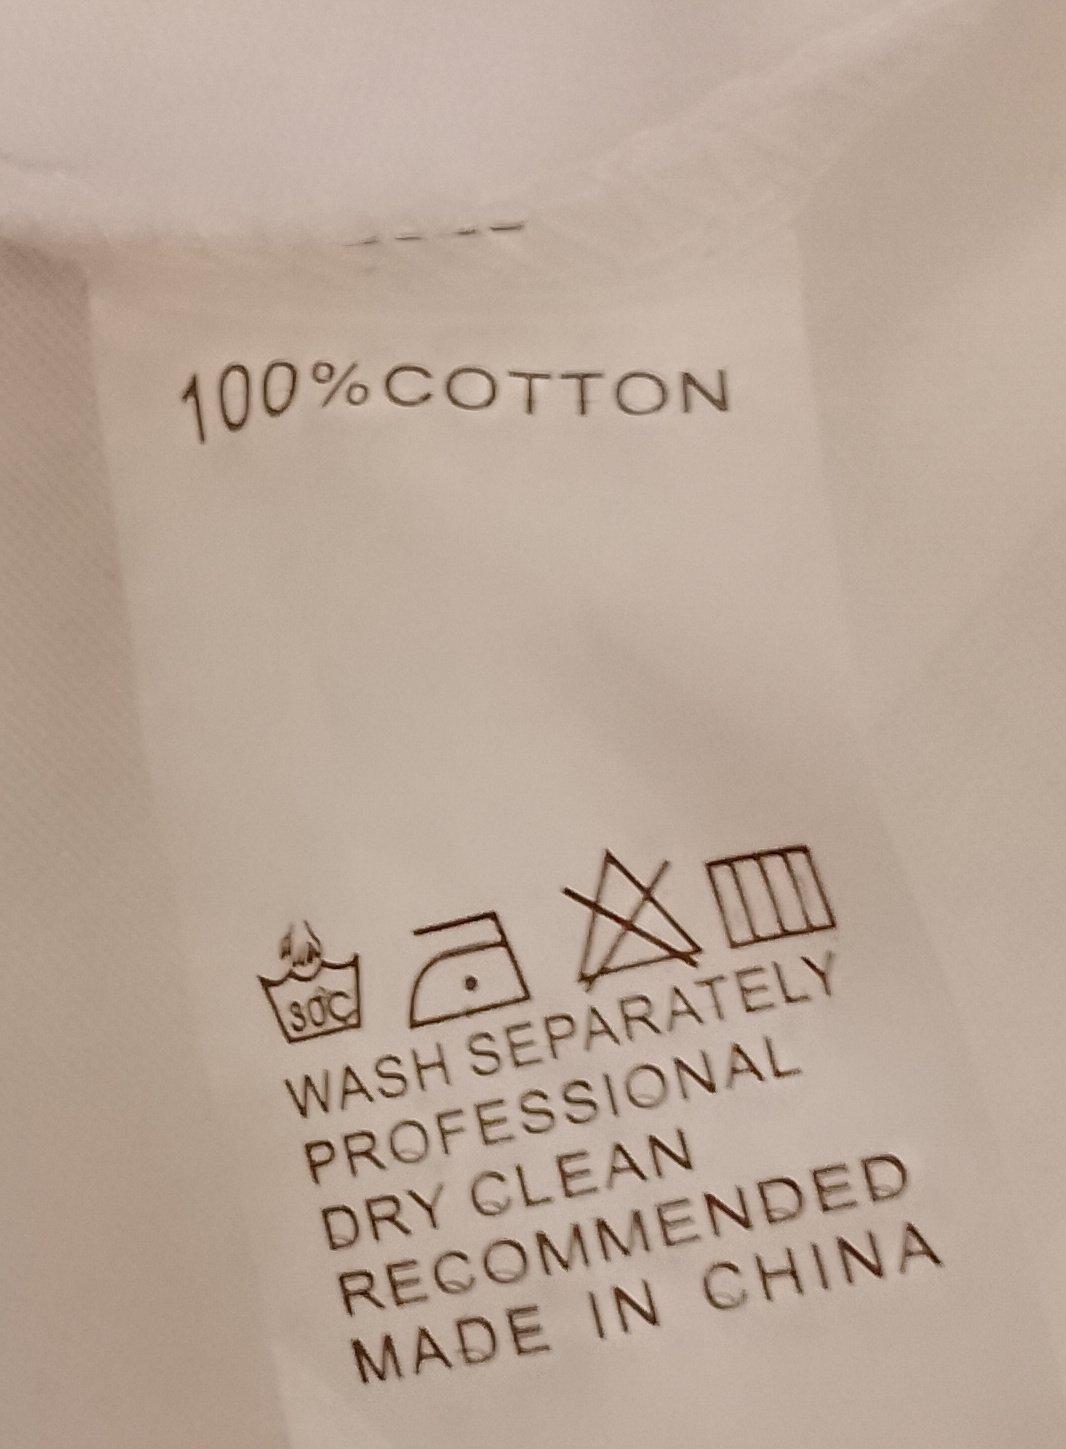 100%COTTON
30°C
WASH SEPARATELY
PROFESSIONAL
DRY CLEAN
RECOMMENDED
MADE IN CHINA